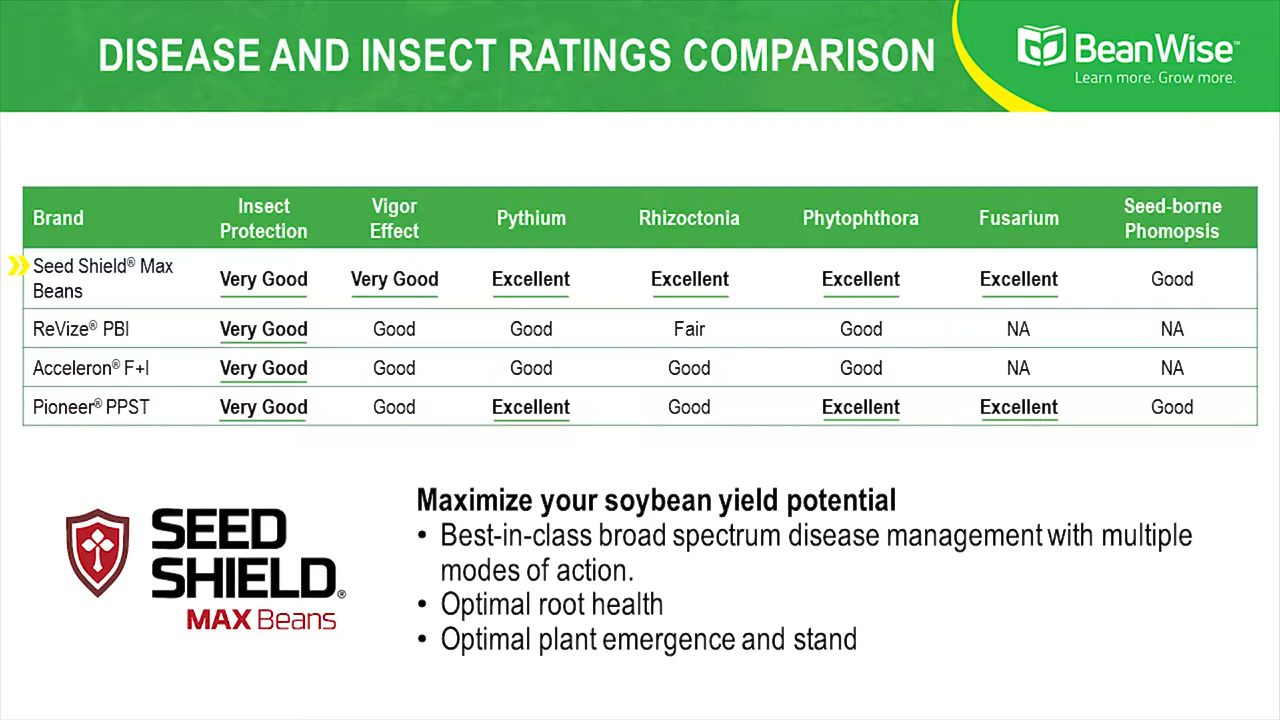 DISEASE AND INSECT RATINGS COMPARISON
BeanWise™
Learn more. Grow more.
Brand Insect Protection Vigor Effect Pythium Rhizoctonia Phytophthora Fusarium Seed-borne Phomopsis
Seed Shield® Max Beans Very Good Very Good Excellent Excellent Excellent Excellent Good
ReVize® PBI Very Good Good Good Fair Good NA NA
Acceleron® F+I Very Good Good Good Good Good NA NA
Pioneer® PPST Very Good Good Excellent Good Excellent Excellent Good
SEED
SHIELD®
MAX Beans
Maximize your soybean yield potential
• Best-in-class broad spectrum disease management with multiple
modes of action.
• Optimal root health
• Optimal plant emergence and stand